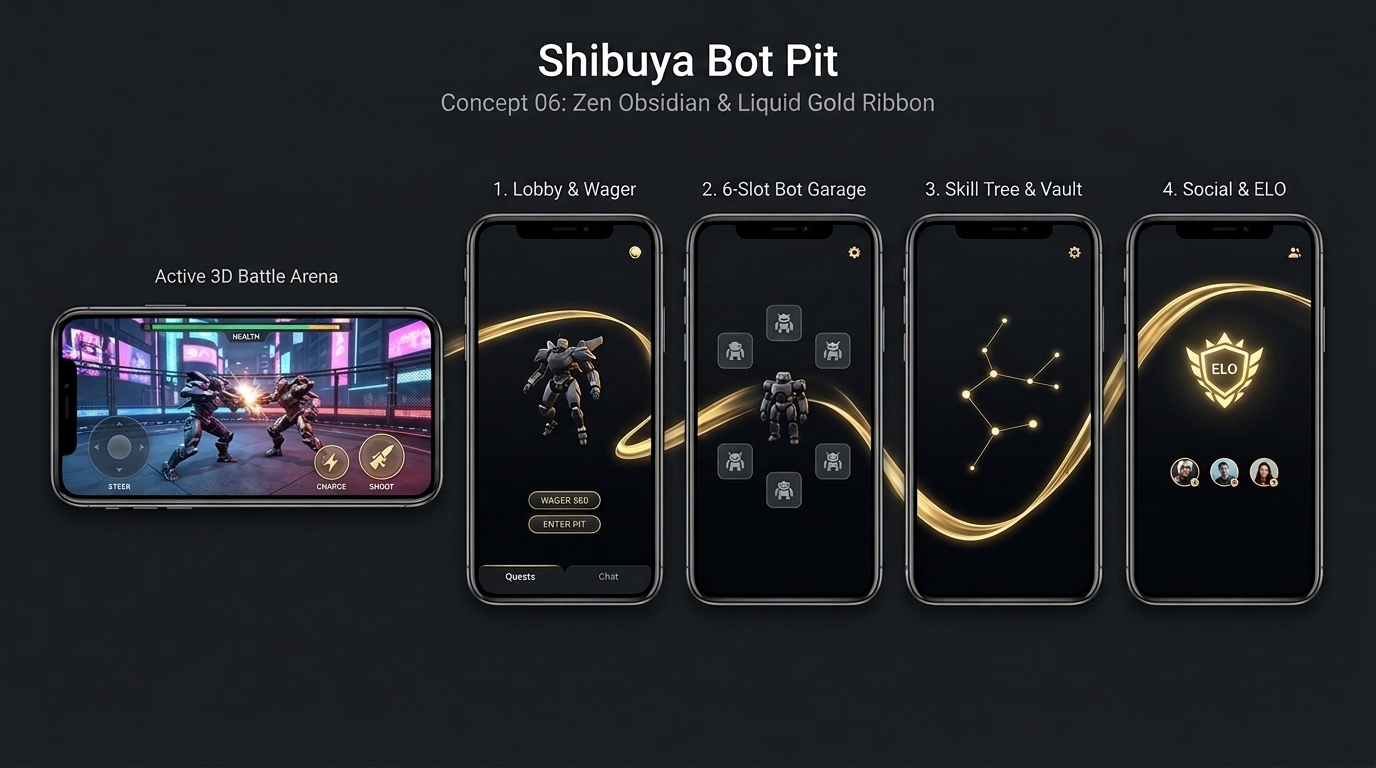 Shibuya Bot Pit
Concept 06: Zen Obsidian & Liquid Gold Ribbon
1. Lobby & Wager
2. 6-Slot Bot Garage
3. Skill Tree & Vault
4. Social & ELO
Active 3D Battle Arena
NEALTH
STEER
CNARCE
SHOOT
WAGER S60
ENTER PIT
Quests
Chat
ELO